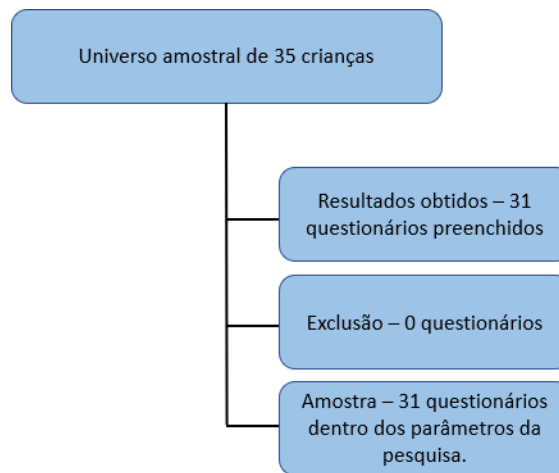 Universo amostral de 35 crianças
Resultados obtidos – 31
questionários preenchidos
Exclusão – 0 questionários
Amostra – 31 questionários
dentro dos parâmetros da
pesquisa.